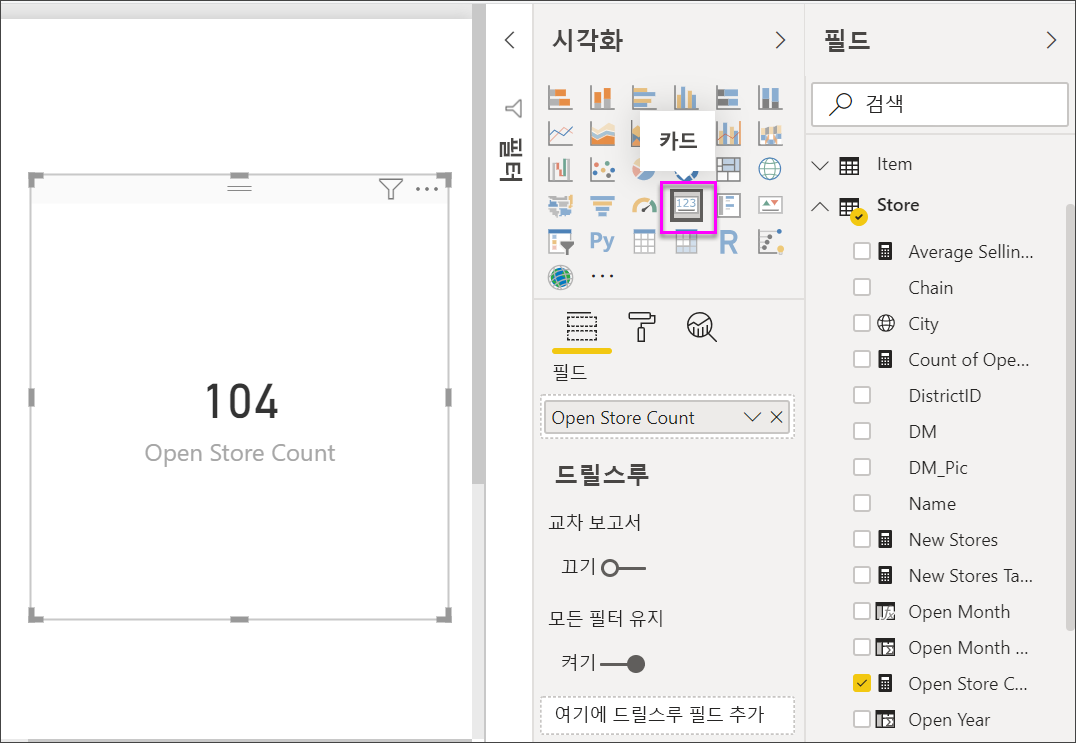 104
Open Store Count
필터
시각화
카드
123
Py
R
필드
Open Store Count
드릴스루
교차 보고서
끄기
모든 필터 유지
켜기
여기에 드릴스루 필드 추가
필드
검색
Item
Store
Average Sellin...
Chain
City
Count of Ope...
DistrictID
DM
DM_Pic
Name
New Stores
New Stores Ta...
Open Month
Open Month ...
Open Store C...
Open Year